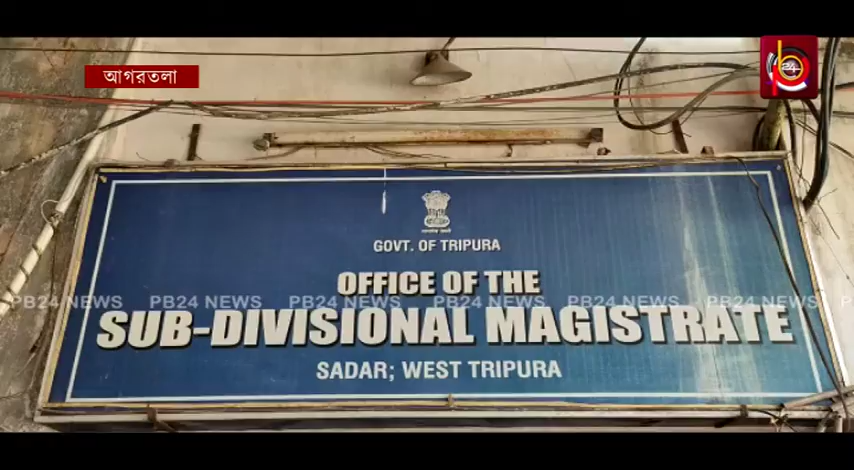 আগরতলা
24
GOVT. OF TRIPURA
OFFICE OF THE
PB24 NEWS PB24 NEWS PB24 NEWS PB24 NEWS PB24 NEWS PB24 NEWS
SUB-DIVISIONAL MAGISTRATE
SADAR; WEST TRIPURA